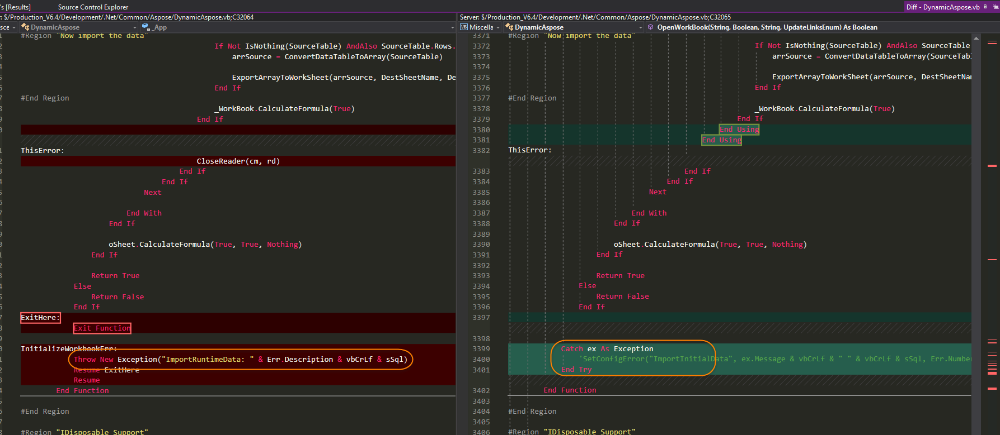 's [Results]
Source Control Explorer
Diff - DynamicAspose.vb
r: $/Production_V6.4/Development/.Net/Common/Aspose/DynamicAspose.vb;C32064
sce
DynamicAspose
_App
#Region "Now import the data"
If Not IsNothing(SourceTable) AndAlso SourceTable.Rows.
arrSource = ConvertDataTableToArray(SourceTable)
ExportArrayToWorkSheet(arrSource, DestSheetName, De
End If
#End Region
_WorkBook.CalculateFormula(True)
End If
ThisError:
CloseReader(cm, rd)
End If
End If
Next
End With
End If
oSheet.CalculateFormula(True, True, Nothing)
End If
Return True
Else
Return False
End If
ExitHere:
Exit Function
InitializeWorkbookErr:
Throw New Exception("ImportRuntimeData: " & Err.Description & vbCrLf & sSql)
Resume ExitHere
Resume
End Function
#End Region
#Region "IDisposable Support"
Server: $/Production_V6.4/Development/.Net/Common/Aspose/DynamicAspose.vb;C32065
VB Miscella
DynamicAspose
OpenWorkBook(String, Boolean, String, UpdateLinksEnum) As Boolean
3371 #Region "Now import the data"
3372 If Not IsNothing(SourceTable) AndAlso SourceTable
3373 arrSource = ConvertDataTableToArray(SourceTabl
3374
3375 ExportArrayToWorkSheet(arrSource, DestSheetNam
3376 End If
3377 #End Region
3378 _WorkBook.CalculateFormula(True)
3379 End If
3380 End Using
3381 End Using
3382 ThisError:
3383 End If
3384 End If
3385 Next
3386
3387 End With
3388 End If
3389
3390 oSheet.CalculateFormula(True, True, Nothing)
3391 End If
3392
3393 Return True
3394 Else
3395 Return False
3396 End If
3397
3398
3399 Catch ex As Exception
3400 'SetConfigError("ImportInitialData", ex.Message & vbCrLf & " " & vbCrLf & sSql, Err.Number
3401 End Try
3402 End Function
3403
3404 #End Region
3405
3406 #Region "IDisposable Support"